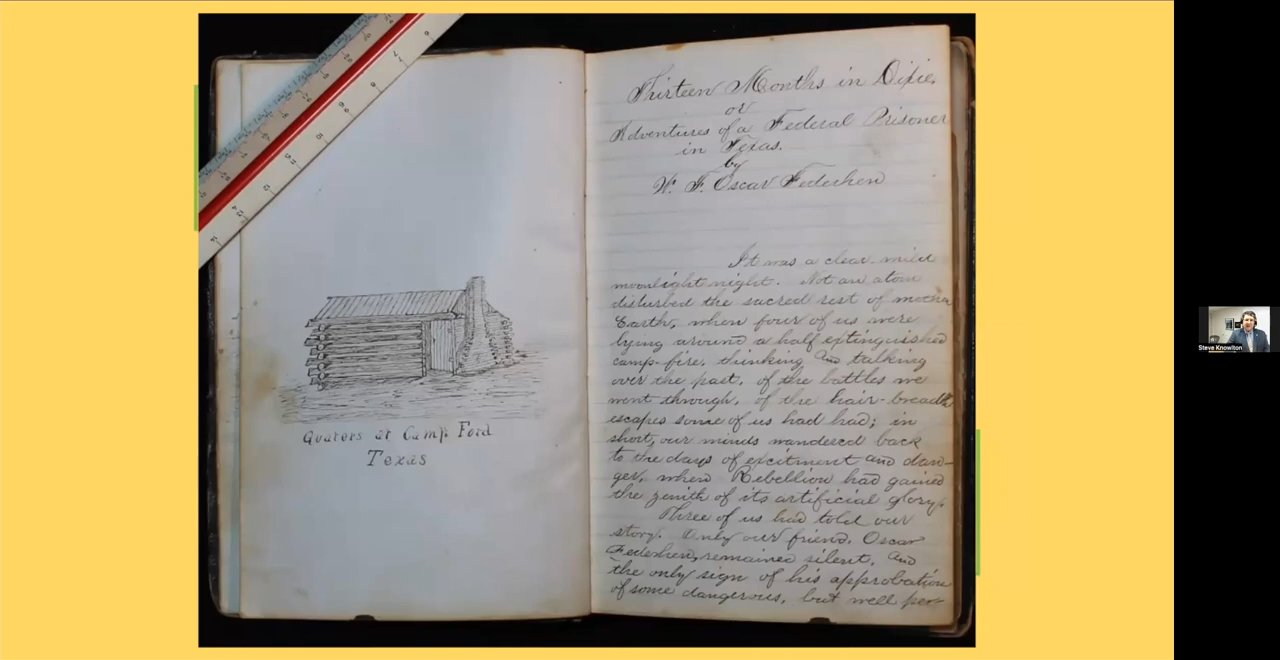 Quaters at Camp Ford
Texas
Thirteen Months in Dixie,
or
Adventures of a Federal Prisoner
in Texas.
by
W. F. Oscar Federhen
It was a clear mild
moonlight night. Not an atom
disturbed the sacred rest of mother
Earth, when four of us were
lying around a half extinguished
camp-fire, thinking and talking
over the past, of the battles we
went through, of the hair-breadth
escapes some of us had had; in
short, our minds wandered back
to the days of excitment and dan-
ger, when Rebellion had gained
the zenith of its artificial glory.
Three of us had told our
story. Only our friend, Oscar
Federhen, remained silent, and
the only sign of his approbation
of some dangerous, but well per-
Steve Knowlton